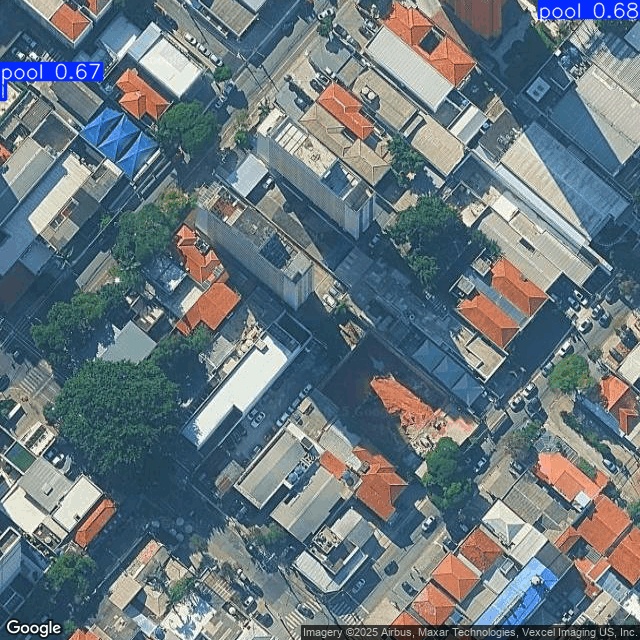 pool 0.68
pool 0.67
Google
Imagery ©2025 Airbus, Maxar Technologies, Vexcel Imaging US, Inc.